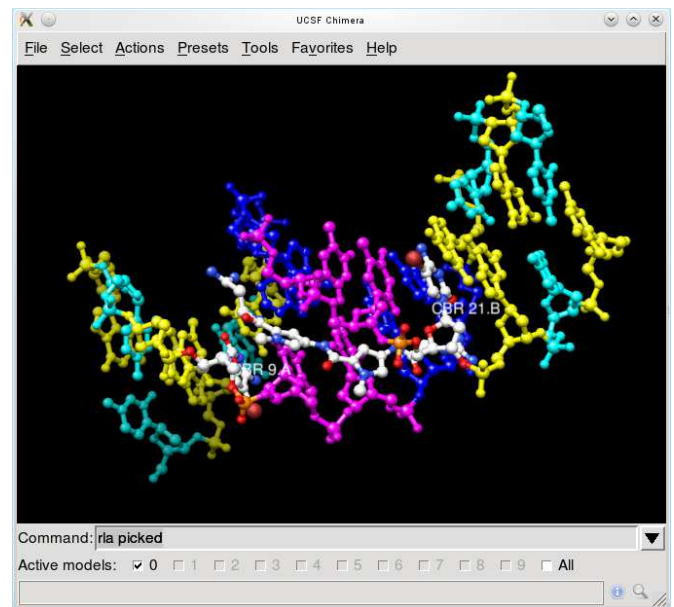 UCSF Chimera
File Select Actions Presets Tools Favorites Help
CBR 21.B
BR 9.A
Command: rla picked
Active models: 0 1 2 3 4 5 6 7 8 9 All